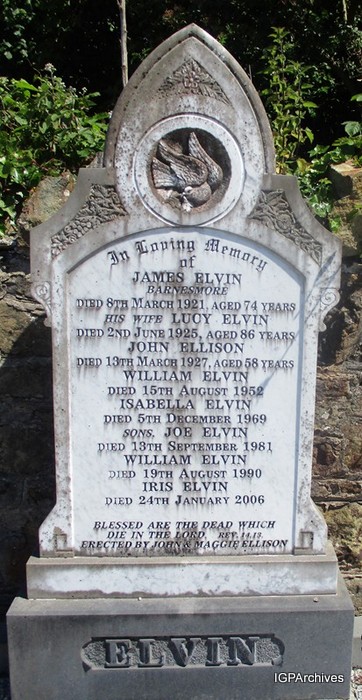 In Loving Memory
of
JAMES ELVIN
BARNESMORE
DIED 8TH MARCH 1921, AGED 74 YEARS
HIS WIFE LUCY ELVIN
DIED 2ND JUNE 1925, AGED 86 YEARS
JOHN ELLISON
DIED 13TH MARCH 1927, AGED 58 YEARS
WILLIAM ELVIN
DIED 15TH AUGUST 1952
ISABELLA ELVIN
DIED 5TH DECEMBER 1969
SONS, JOE ELVIN
DIED 13TH SEPTEMBER 1981
WILLIAM ELVIN
DIED 19TH AUGUST 1990
IRIS ELVIN
DIED 24TH JANUARY 2006
BLESSED ARE THE DEAD WHICH
DIE IN THE LORD. REV. 14.13.
ERECTED BY JOHN & MAGGIE ELLISON
ELVIN
IGPArchives